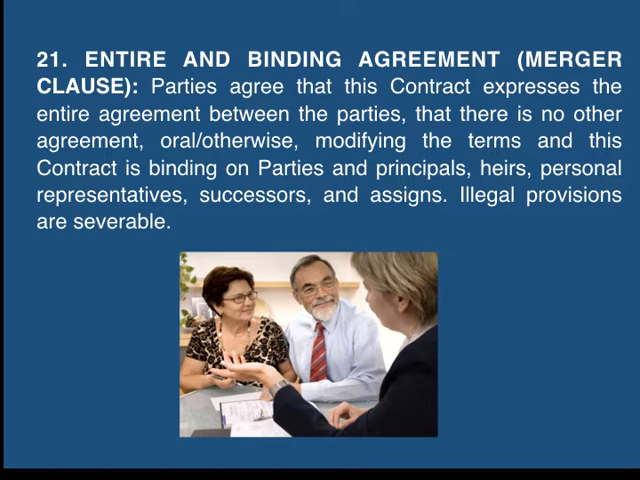 21. ENTIRE AND BINDING AGREEMENT (MERGER
CLAUSE): Parties agree that this Contract expresses the
entire agreement between the parties, that there is no other
agreement, oral/otherwise, modifying the terms and this
Contract is binding on Parties and principals, heirs, personal
representatives, successors, and assigns. Illegal provisions
are severable.